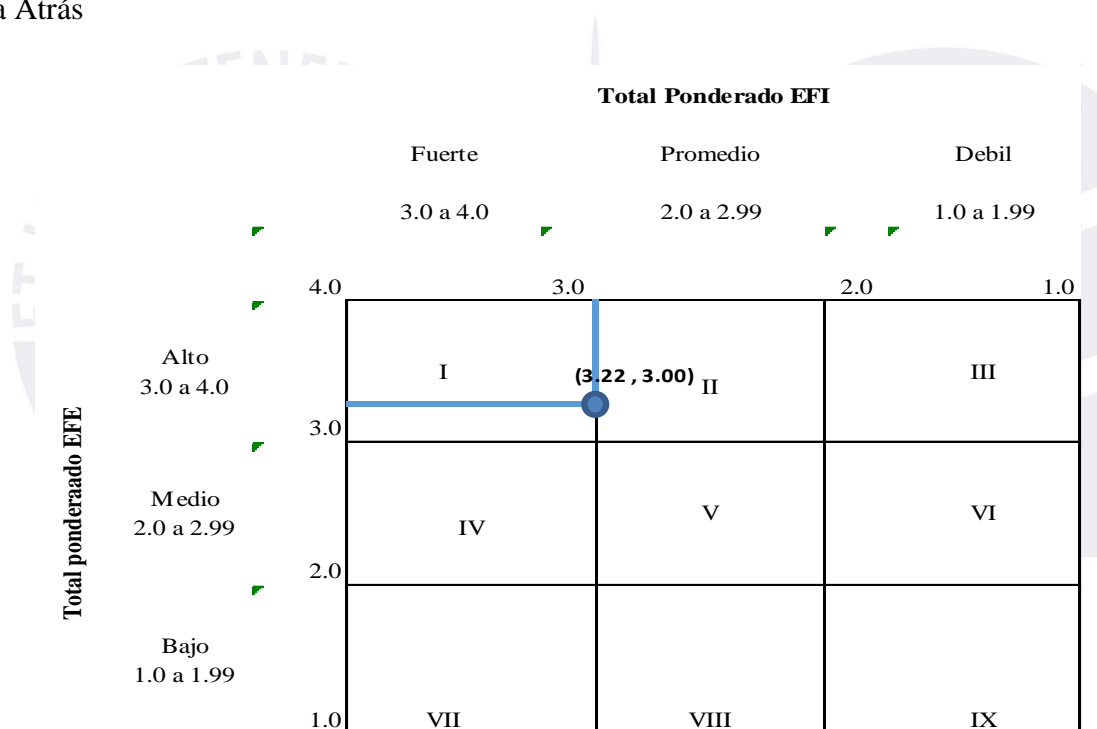 a Atrás
Total Ponderado EFI
Fuerte Promedio Debil
3.0 a 4.0 2.0 a 2.99 1.0 a 1.99
4.0 3.0 2.0 1.0
Alto
3.0 a 4.0
I (3.22 , 3.00) II III
3.0
Total ponderaado EFE
Medio
2.0 a 2.99
IV V VI
2.0
Bajo
1.0 a 1.99
1.0 VII VIII IX